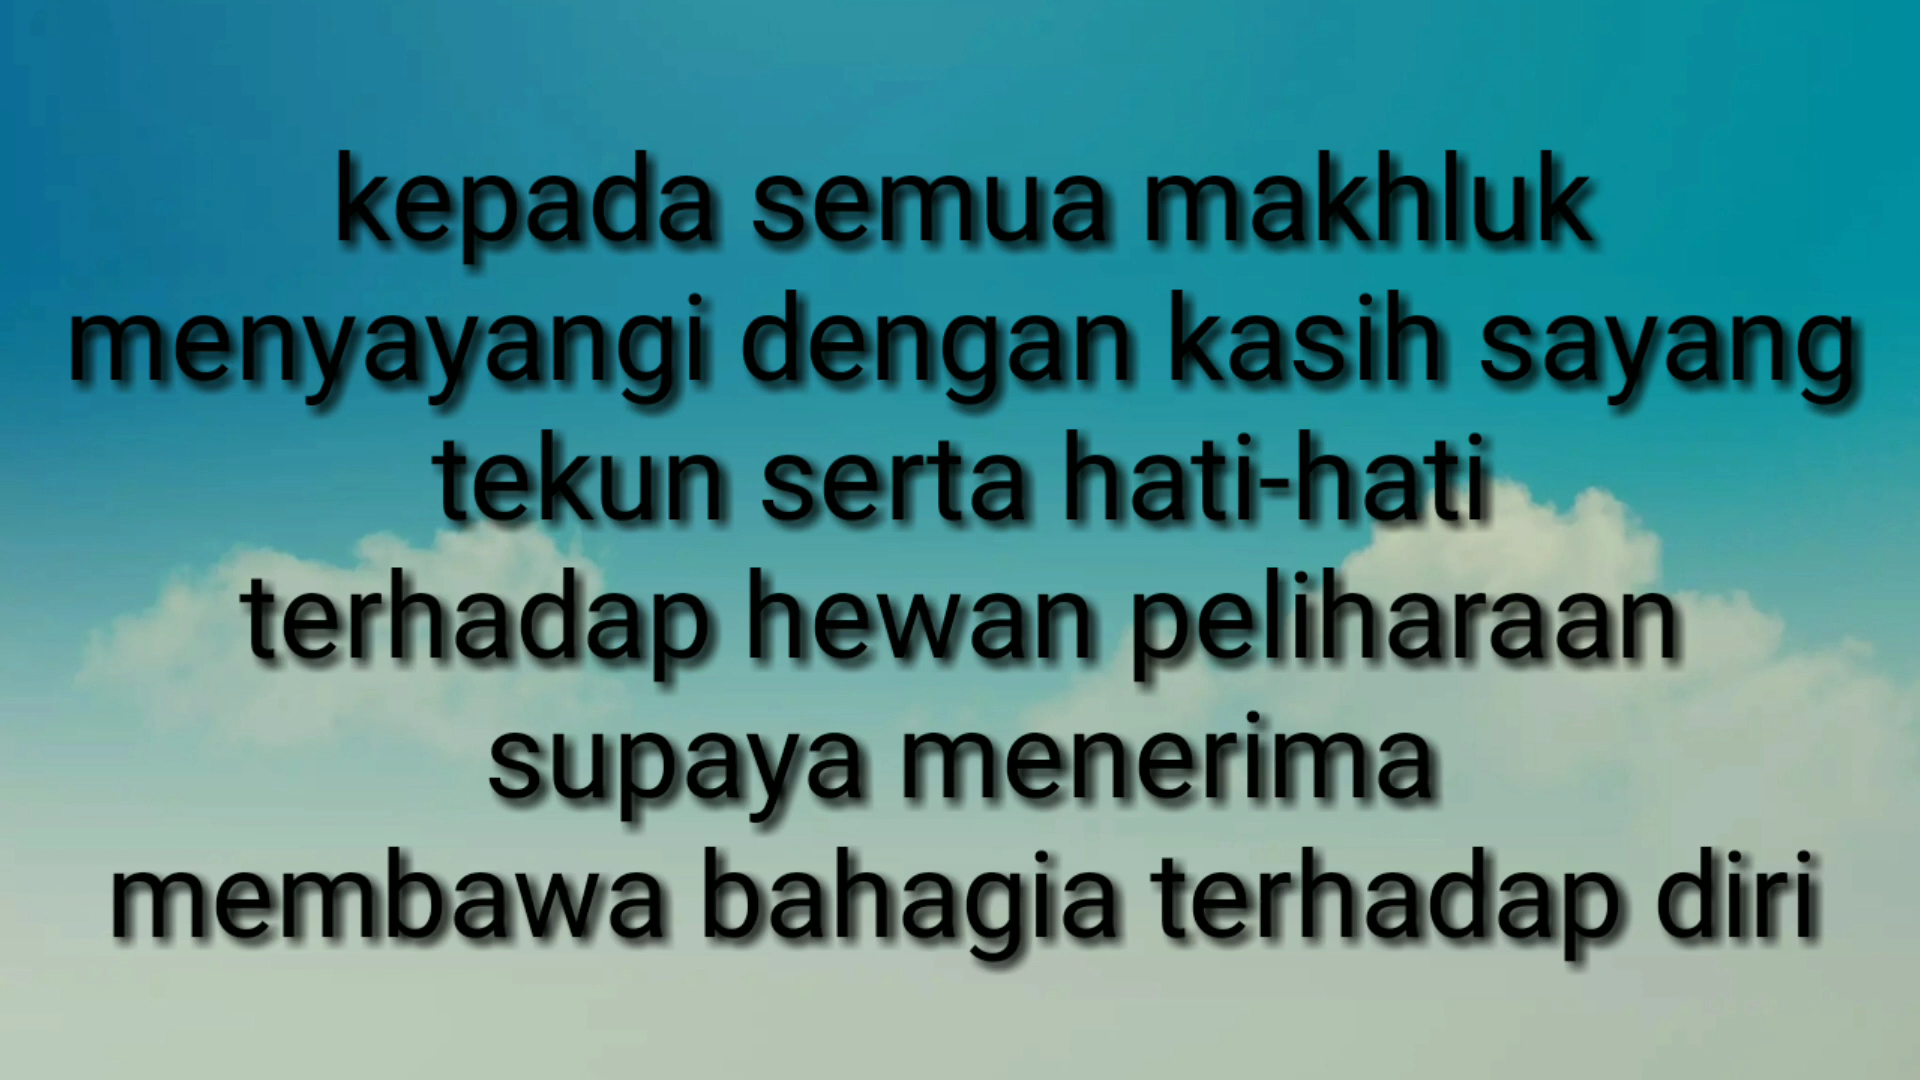 kepada semua makhluk
menyayangi dengan kasih sayang
tekun serta hati-hati
terhadap hewan peliharaan
supaya menerima
membawa bahagia terhadap diri